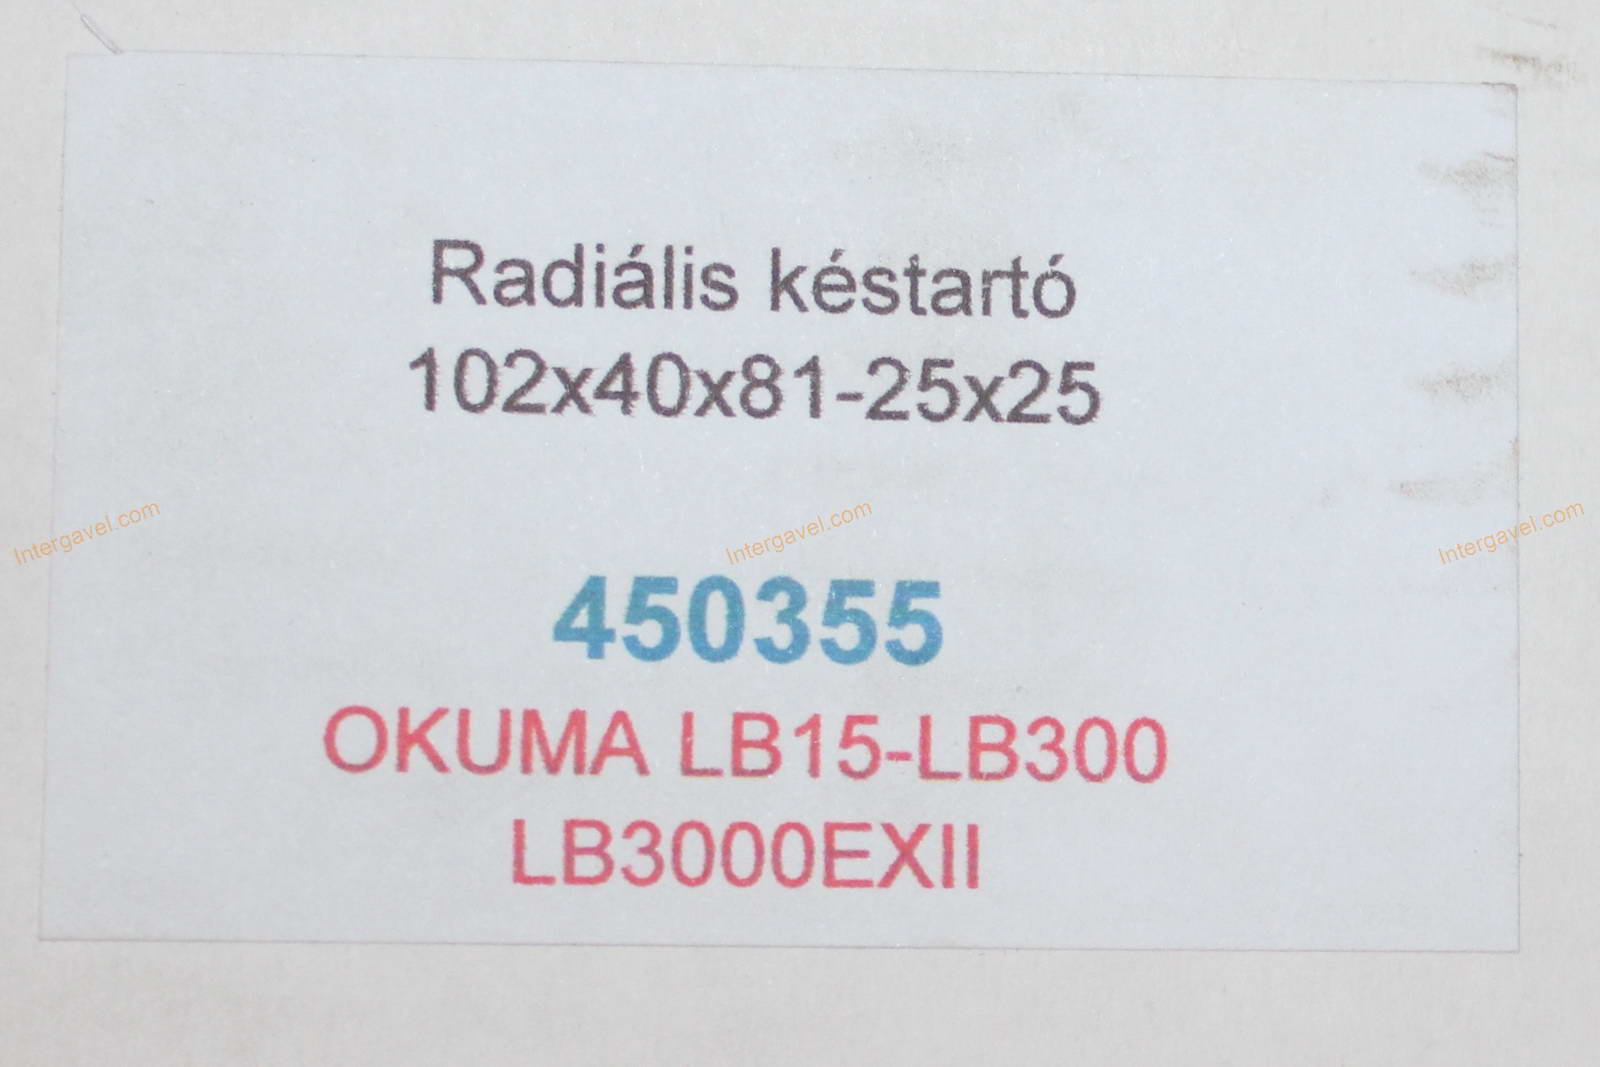 Radiális késtartó
102x40x81-25x25
Intergavel.com Intergavel.com Intergavel.com
450355
OKUMA LB15-LB300
LB3000EXII